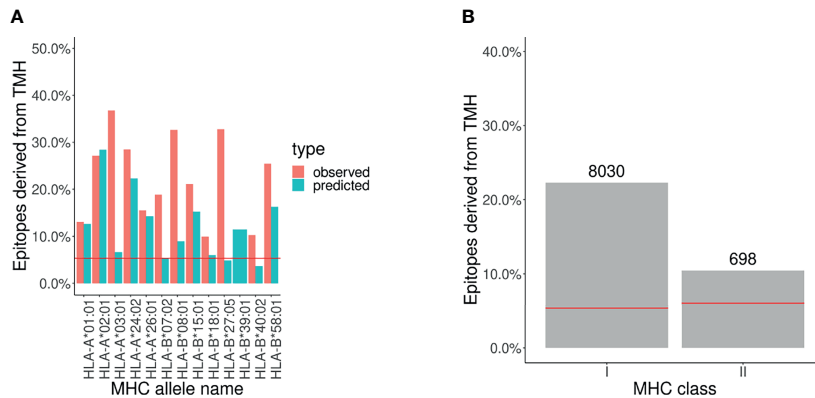 A
Epitopes derived from TMH
50.0%
40.0%
30.0%
20.0%
10.0%
0.0%
HLA-A*01:01
HLA-A*02:01
HLA-A*03:01
HLA-A*24:02
HLA-A*26:01
HLA-B*07:02
HLA-B*08:01
HLA-B*15:01
HLA-B*18:01
HLA-B*27:05
HLA-B*39:01
HLA-B*40:02
HLA-B*58:01
MHC allele name
type
observed
predicted
B
Epitopes derived from TMH
40.0%
30.0%
20.0%
10.0%
0.0%
8030
698
I
II
MHC class